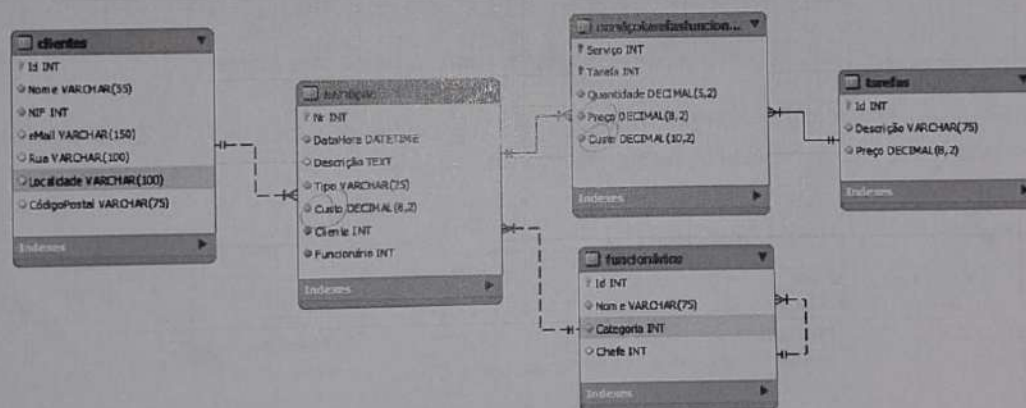 clientes
Id INT
Nome VARCHAR(55)
NIF INT
eMail VARCHAR(150)
Rua VARCHAR(100)
Localidade VARCHAR(100)
CódigoPostal VARCHAR(75)
Indexes
Nr INT
DataHora DATETIME
Descrição TEXT
Tipo VARCHAR(25)
Custo DECIMAL(8,2)
Cliente INT
Funcionário INT
Indexes
Serviço INT
Tarefa INT
Quantidade DECIMAL(5,2)
Preço DECIMAL(8,2)
Custo DECIMAL(10,2)
Indexes
tarefas
Id INT
Descrição VARCHAR(75)
Preço DECIMAL(8,2)
Indexes
funcionários
Id INT
Nome VARCHAR(75)
Categoria INT
Chefe INT
Indexes